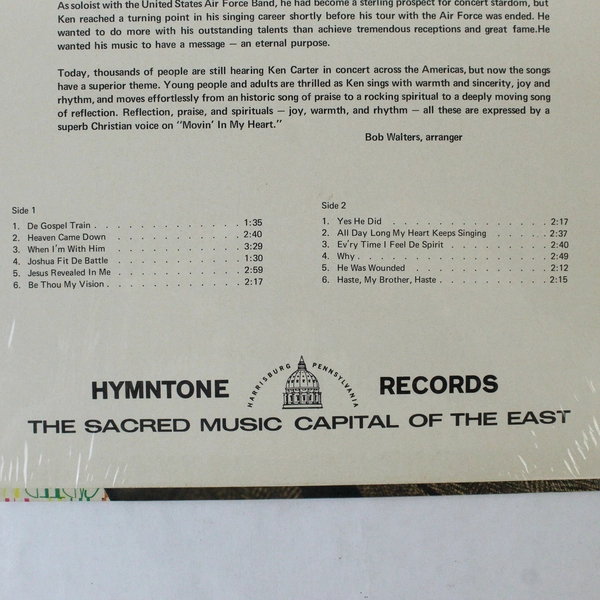 As soloist with the United States Air Force Band, he had become a sterling prospect for concert stardom, but
Ken reached a turning point in his singing career shortly before his tour with the Air Force was ended. He
wanted to do more with his outstanding talents than achieve tremendous receptions and great fame.He
wanted his music to have a message — an eternal purpose.
Today, thousands of people are still hearing Ken Carter in concert across the Americas, but now the songs
have a superior theme. Young people and adults are thrilled as Ken sings with warmth and sincerity, joy and
rhythm, and moves effortlessly from an historic song of praise to a rocking spiritual to a deeply moving song
of reflection. Reflection, praise, and spirituals — joy, warmth, and rhythm — all these are expressed by a
superb Christian voice on "Movin' In My Heart."
Bob Walters, arranger
Side 1
1. De Gospel Train . . . . . . . . . . . . . 1:35
2. Heaven Came Down . . . . . . . . . . . 2:40
3. When I'm With Him . . . . . . . . . . . 3:29
4. Joshua Fit De Battle . . . . . . . . . . . 1:30
5. Jesus Revealed In Me . . . . . . . . . . . 2:59
6. Be Thou My Vision . . . . . . . . . . . . 2:17
Side 2
1. Yes He Did . . . . . . . . . . . . . . 2:17
2. All Day Long My Heart Keeps Singing . . . . . . 2:37
3. Ev'ry Time I Feel De Spirit . . . . . . . . . 2:40
4. Why . . . . . . . . . . . . . . . . . 2:49
5. He Was Wounded . . . . . . . . . . . . 2:12
6. Haste, My Brother, Haste . . . . . . . . . . 2:15
HYMNTONE
HARRISBURG PENNSYLVANIA
RECORDS
THE SACRED MUSIC CAPITAL OF THE EAST